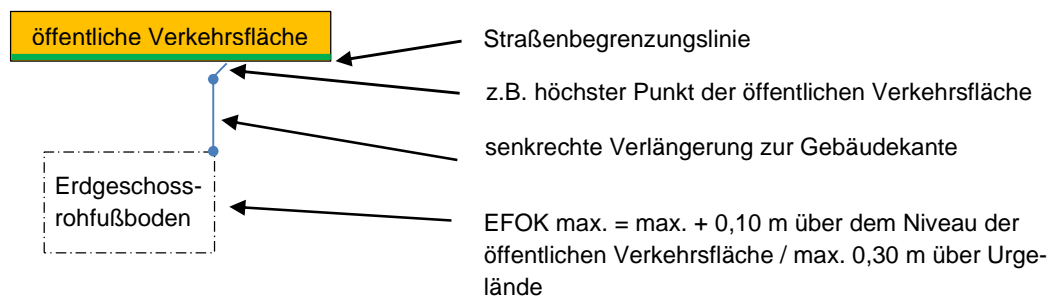 öffentliche Verkehrsfläche
Straßenbegrenzungslinie
z.B. höchster Punkt der öffentlichen Verkehrsfläche
senkrechte Verlängerung zur Gebäudekante
Erdgeschoss-
rohfußboden
EFOK max. = max. + 0,10 m über dem Niveau der
öffentlichen Verkehrsfläche / max. 0,30 m über Urge-
lände